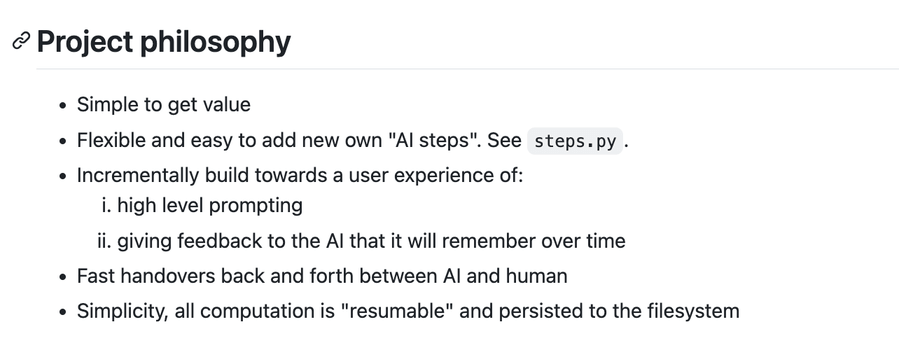 Project philosophy
• Simple to get value
• Flexible and easy to add new own "AI steps". See steps.py.
• Incrementally build towards a user experience of:
i. high level prompting
ii. giving feedback to the AI that it will remember over time
• Fast handovers back and forth between AI and human
• Simplicity, all computation is "resumable" and persisted to the filesystem